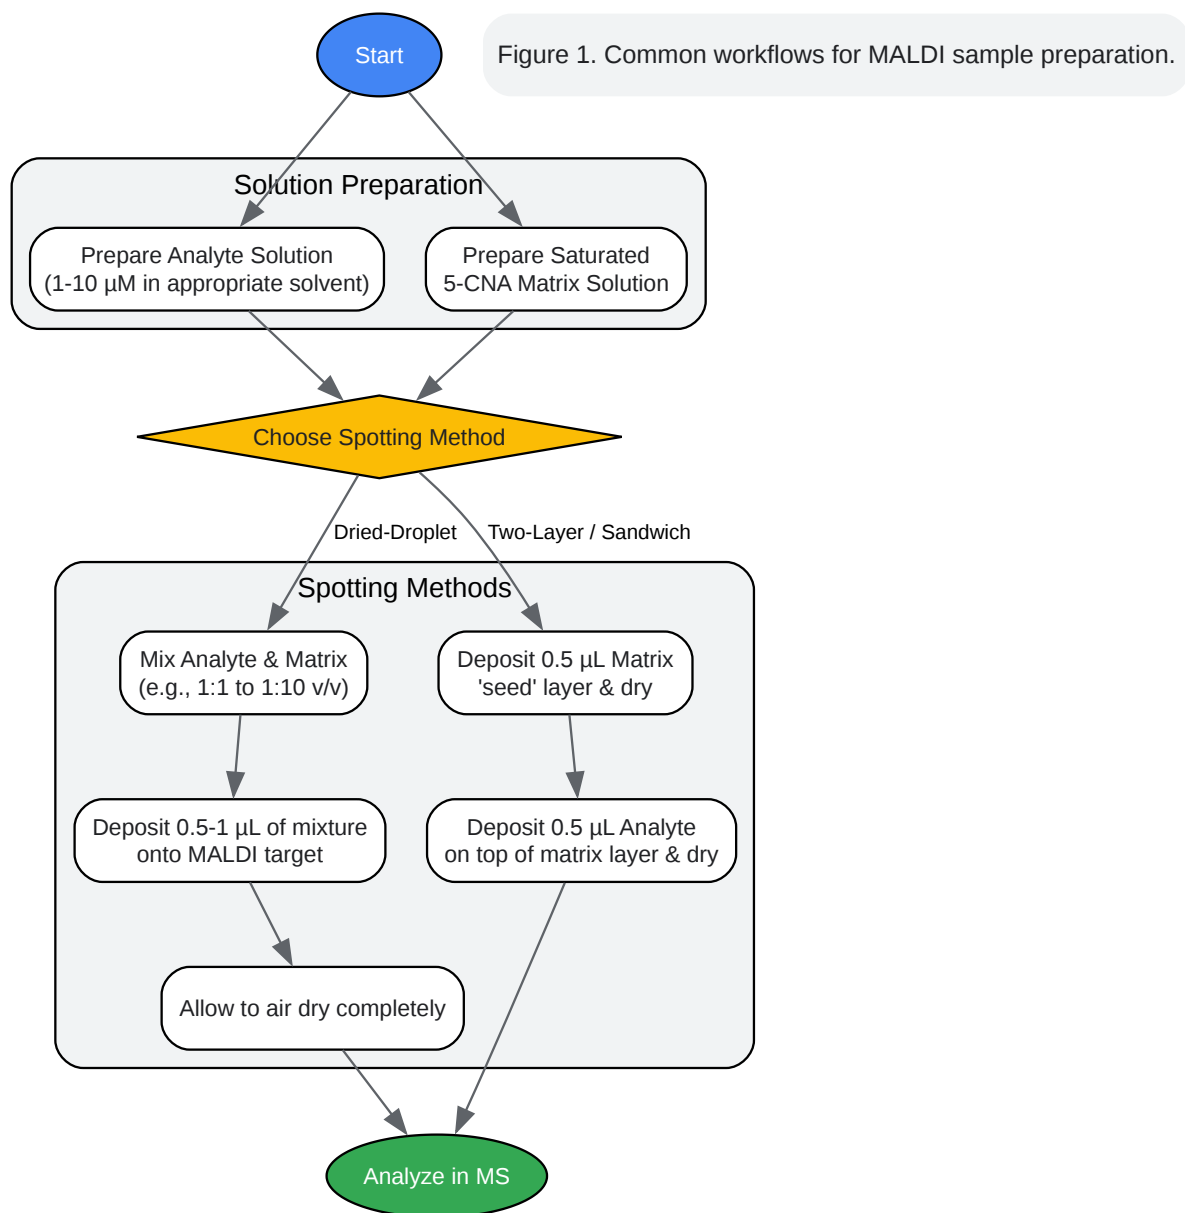 Start
Figure 1. Common workflows for MALDI sample preparation.
Solution Preparation
Prepare Analyte Solution
(1-10 µM in appropriate solvent)
Prepare Saturated
5-CNA Matrix Solution
Choose Spotting Method
Dried-Droplet
Two-Layer / Sandwich
Spotting Methods
Mix Analyte & Matrix
(e.g., 1:1 to 1:10 v/v)
Deposit 0.5 µL Matrix
'seed' layer & dry
Deposit 0.5-1 µL of mixture
onto MALDI target
Deposit 0.5 µL Analyte
on top of matrix layer & dry
Allow to air dry completely
Analyze in MS